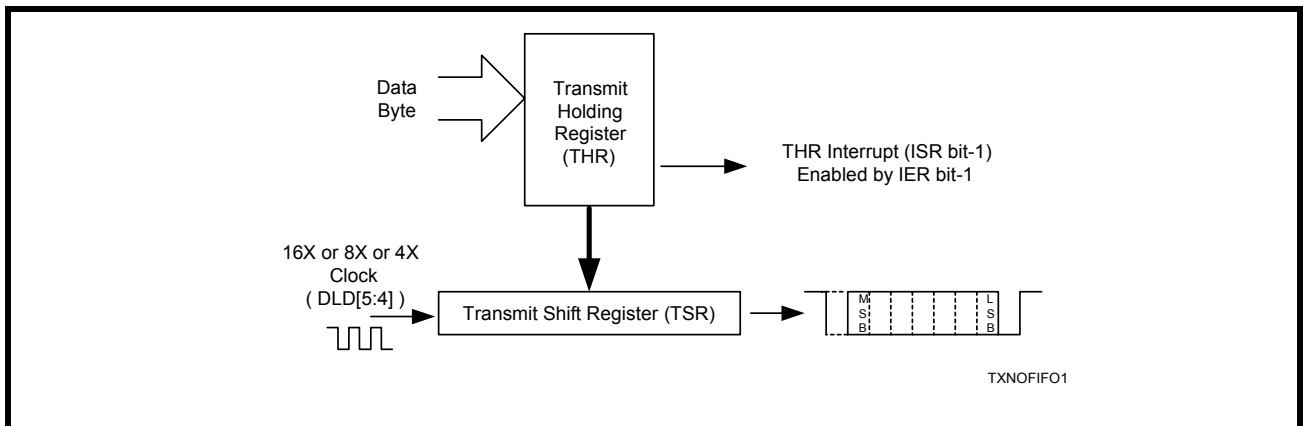 Data
Byte
Transmit
Holding
Register
(THR)
THR Interrupt (ISR bit-1)
Enabled by IER bit-1
16X or 8X or 4X
Clock
( DLD[5:4] )
Transmit Shift Register (TSR)
M
S
B
L
S
B
TXNOFIFO1